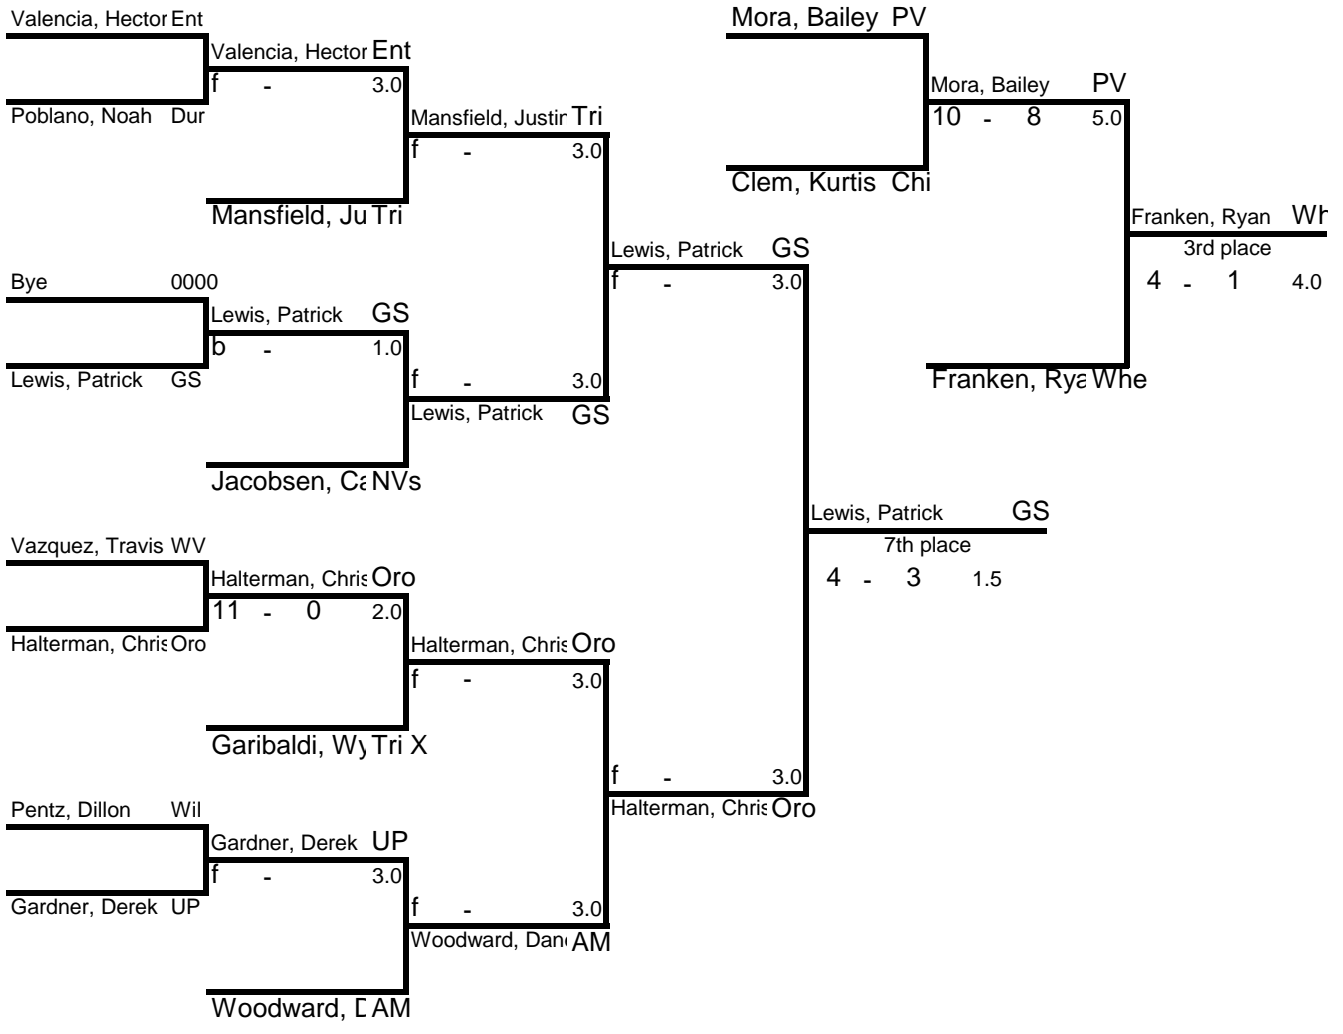 Valencia, Hector Ent
Valencia, Hector Ent
f - 3.0
Poblano, Noah Dur
Mansfield, Justin Tri
f - 3.0
Mansfield, Ju Tri
Bye 0000
Lewis, Patrick GS
b - 1.0
Lewis, Patrick GS
f - 3.0
Lewis, Patrick GS
Jacobsen, Ca NVs
Lewis, Patrick GS
f - 3.0
Vazquez, Travis WV
Halterman, Chris Oro
11 - 0 2.0
Halterman, Chris Oro
Halterman, Chris Oro
f - 3.0
Garibaldi, Wy Tri X
f - 3.0
Halterman, Chris Oro
Pentz, Dillon Wil
Gardner, Derek UP
f - 3.0
Gardner, Derek UP
f - 3.0
Woodward, Dan AM
Woodward, D AM
Lewis, Patrick GS
7th place
4 - 3 1.5
Mora, Bailey PV
Mora, Bailey PV
10 - 8 5.0
Clem, Kurtis Chi
Franken, Ryan Wh
3rd place
4 - 1 4.0
Franken, Rya Whe